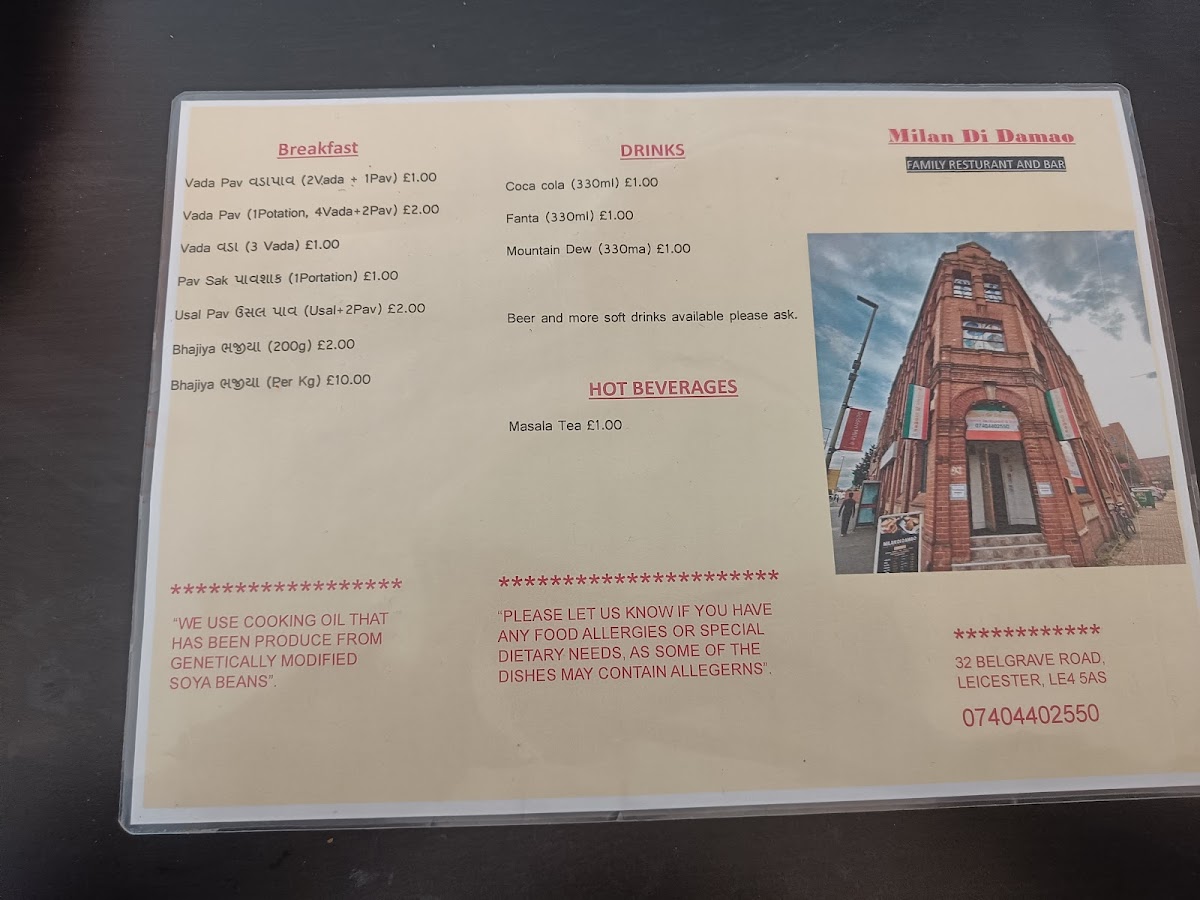 Breakfast
Vada Pav વડાપાવ (2Vada + 1Pav) £1.00
Vada Pav (1Potation, 4Vada+2Pav) £2.00
Vada વડા (3 Vada) £1.00
Pav Sak પાવશાક (1Portation) £1.00
Usal Pav ઉસલ પાવ (Usal+2Pav) £2.00
Bhajiya ભજીયા (200g) £2.00
Bhajiya ભજીયા (Per Kg) £10.00
*****************
“WE USE COOKING OIL THAT
HAS BEEN PRODUCE FROM
GENETICALLY MODIFIED
SOYA BEANS”.
DRINKS
Coca cola (330ml) £1.00
Fanta (330ml) £1.00
Mountain Dew (330ma) £1.00
Beer and more soft drinks available please ask.
HOT BEVERAGES
Masala Tea £1.00
*********************
“PLEASE LET US KNOW IF YOU HAVE
ANY FOOD ALLERGIES OR SPECIAL
DIETARY NEEDS, AS SOME OF THE
DISHES MAY CONTAIN ALLEGERNS”.
Milan Di Damao
FAMILY RESTURANT AND BAR
07404402550
MILAN DI DAMAO
************
32 BELGRAVE ROAD,
LEICESTER, LE4 5AS
07404402550